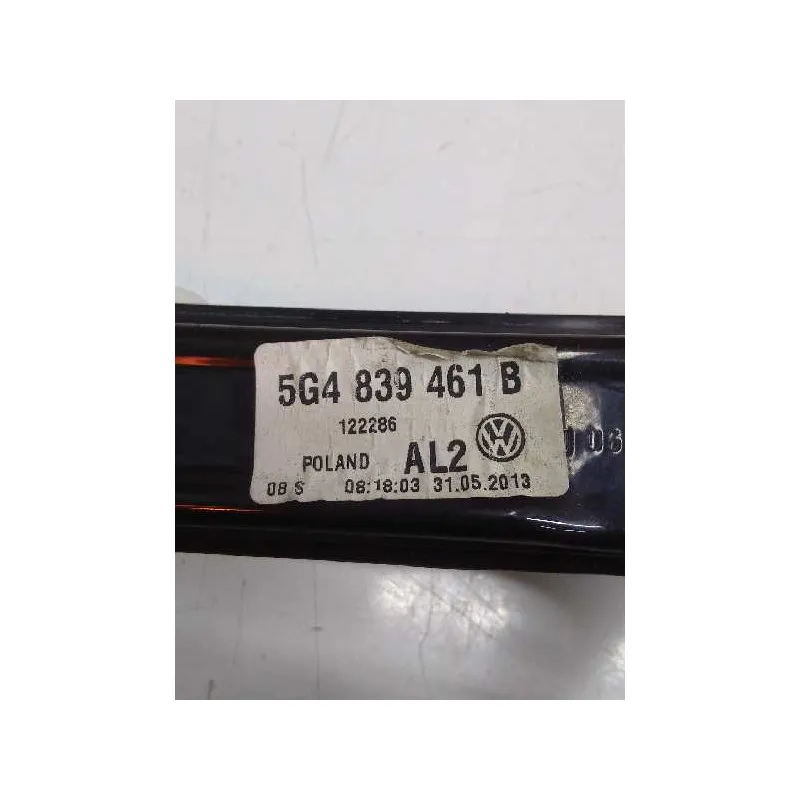 5G4 839 461 B
122286
POLAND AL2
08 S 08:18:03 31.05.2013